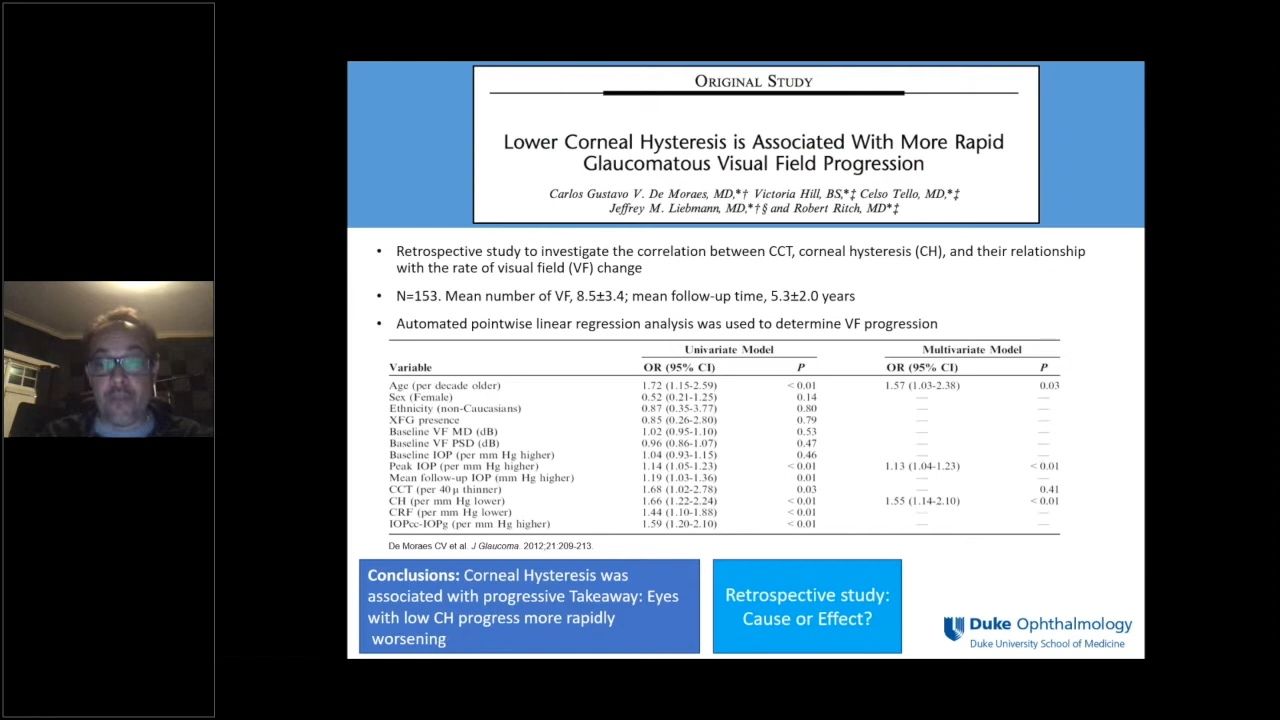 ORIGINAL STUDY
Lower Corneal Hysteresis is Associated With More Rapid
Glaucomatous Visual Field Progression
Carlos Gustavo V. De Moraes, MD,*† Victoria Hill, BS,*‡ Celso Tello, MD,*‡
Jeffrey M. Liebmann, MD,*†§ and Robert Ritch, MD*‡
• Retrospective study to investigate the correlation between CCT, corneal hysteresis (CH), and their relationship
with the rate of visual field (VF) change
• N=153. Mean number of VF, 8.5±3.4; mean follow-up time, 5.3±2.0 years
• Automated pointwise linear regression analysis was used to determine VF progression
Univariate Model Multivariate Model
Variable OR (95% CI) P OR (95% CI) P
Age (per decade older) 1.72 (1.15-2.59) < 0.01 1.57 (1.03-2.38) 0.03
Sex (Female) 0.52 (0.21-1.25) 0.14 — —
Ethnicity (non-Caucasians) 0.87 (0.35-3.77) 0.80 — —
XFG presence 0.85 (0.26-2.80) 0.79 — —
Baseline VF MD (dB) 1.02 (0.95-1.10) 0.53 — —
Baseline VF PSD (dB) 0.96 (0.86-1.07) 0.47 — —
Baseline IOP (per mm Hg higher) 1.04 (0.93-1.15) 0.46 — —
Peak IOP (per mm Hg higher) 1.14 (1.05-1.23) < 0.01 1.13 (1.04-1.23) < 0.01
Mean follow-up IOP (mm Hg higher) 1.19 (1.03-1.36) 0.01 — —
CCT (per 40 μ thinner) 1.68 (1.02-2.78) 0.03 — 0.41
CH (per mm Hg lower) 1.66 (1.22-2.24) < 0.01 1.55 (1.14-2.10) < 0.01
CRF (per mm Hg lower) 1.44 (1.10-1.88) < 0.01 — —
IOPcc-IOPg (per mm Hg higher) 1.59 (1.20-2.10) < 0.01 — —
De Moraes CV et al. J Glaucoma. 2012;21:209-213.
Conclusions: Corneal Hysteresis was
associated with progressive Takeaway: Eyes
with low CH progress more rapidly
worsening
Retrospective study:
Cause or Effect?
Duke Ophthalmology
Duke University School of Medicine